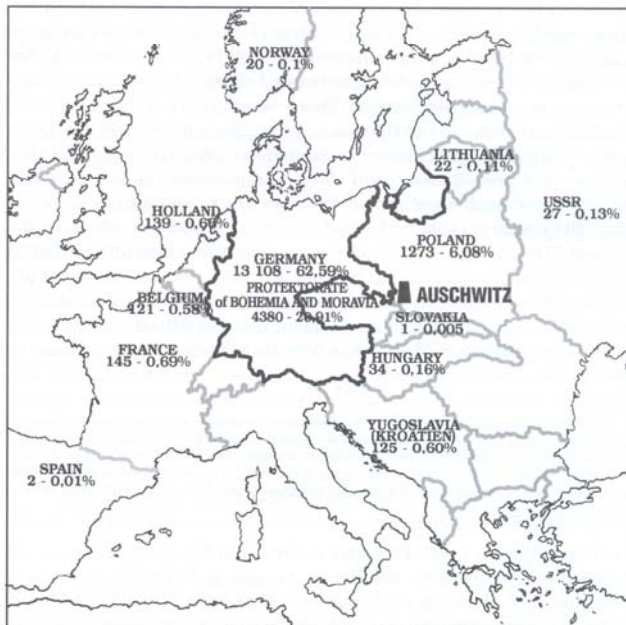 NORWAY
20 - 0,1%
LITHUANIA
22 - 0,11%
USSR
27 - 0,13%
HOLLAND
139 - 0,66%
POLAND
1273 - 6,08%
GERMANY
13 108 - 62,59%
PROTEKTORATE
of BOHEMIA AND MORAVIA
4380 - 20,91%
AUSCHWITZ
BELGIUM
121 - 0,58%
SLOVAKIA
1 - 0,005
FRANCE
145 - 0,69%
HUNGARY
34 - 0,16%
YUGOSLAVIA
(KROATIEN)
125 - 0,60%
SPAIN
2 - 0,01%